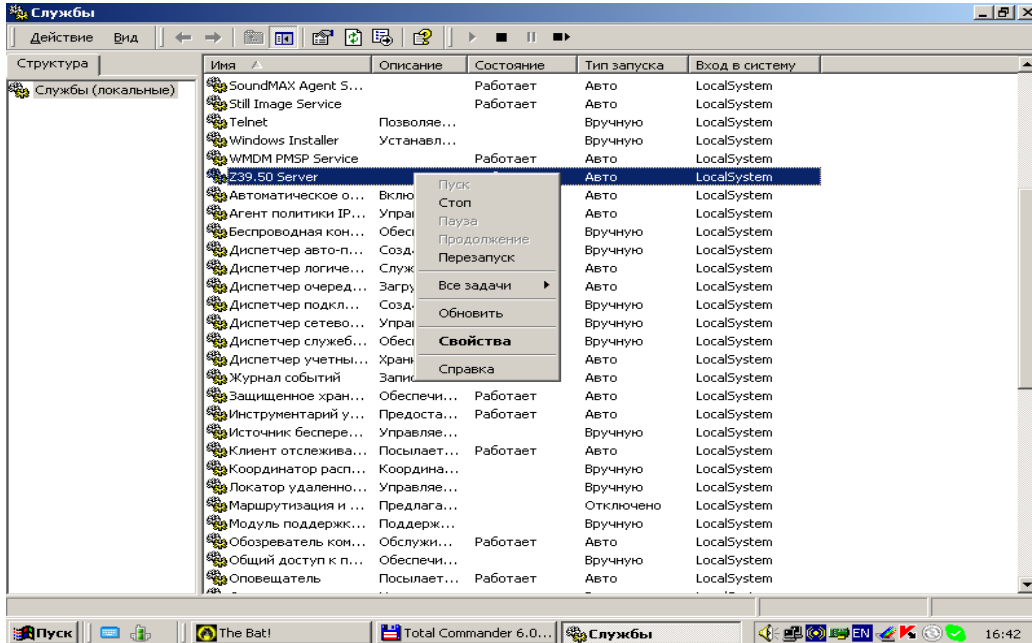 Службы
Действие Вид
Структура
Службы (локальные)
Имя Описание Состояние Тип запуска Вход в систему
SoundMAX Agent S... Работает Авто LocalSystem
Still Image Service Работает Авто LocalSystem
Telnet Позволяе... Вручную LocalSystem
Windows Installer Устанавл... Вручную LocalSystem
WMDM PMSP Service Работает Авто LocalSystem
Z39.50 Server Авто LocalSystem
Автоматическое о... Вклю Авто LocalSystem
Агент политики IP... Упра Авто LocalSystem
Беспроводная кон... Обес Вручную LocalSystem
Диспетчер авто-п... Созд Вручную LocalSystem
Диспетчер логиче... Служ Авто LocalSystem
Диспетчер очеред... Загру Авто LocalSystem
Диспетчер подкл... Созд Вручную LocalSystem
Диспетчер сетево... Упра Вручную LocalSystem
Диспетчер служеб... Обес Вручную LocalSystem
Диспетчер учетны... Хран Авто LocalSystem
Журнал событий Запис Авто LocalSystem
Защищенное хран... Обеспечи... Работает Авто LocalSystem
Инструментарий у... Предоста... Работает Авто LocalSystem
Источник беспере... Управляе... Вручную LocalSystem
Клиент отслежива... Посылает... Работает Авто LocalSystem
Координатор расп... Координа... Вручную LocalSystem
Локатор удаленно... Управляе... Вручную LocalSystem
Маршрутизация и ... Предлага... Отключено LocalSystem
Модуль поддержк... Поддерж... Вручную LocalSystem
Обозреватель ком... Обслужи... Работает Авто LocalSystem
Общий доступ к п... Обеспечи... Вручную LocalSystem
Оповещатель Посылает... Работает Авто LocalSystem
Пуск
Стоп
Пауза
Продолжение
Перезапуск
Все задачи
Обновить
Свойства
Справка
Пуск The Bat! Total Commander 6.0... Службы EN 16:42